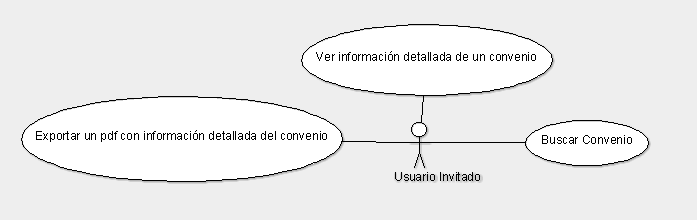 Ver información detallada de un convenio
Exportar un pdf con información detallada del convenio
Buscar Convenio
Usuario Invitado